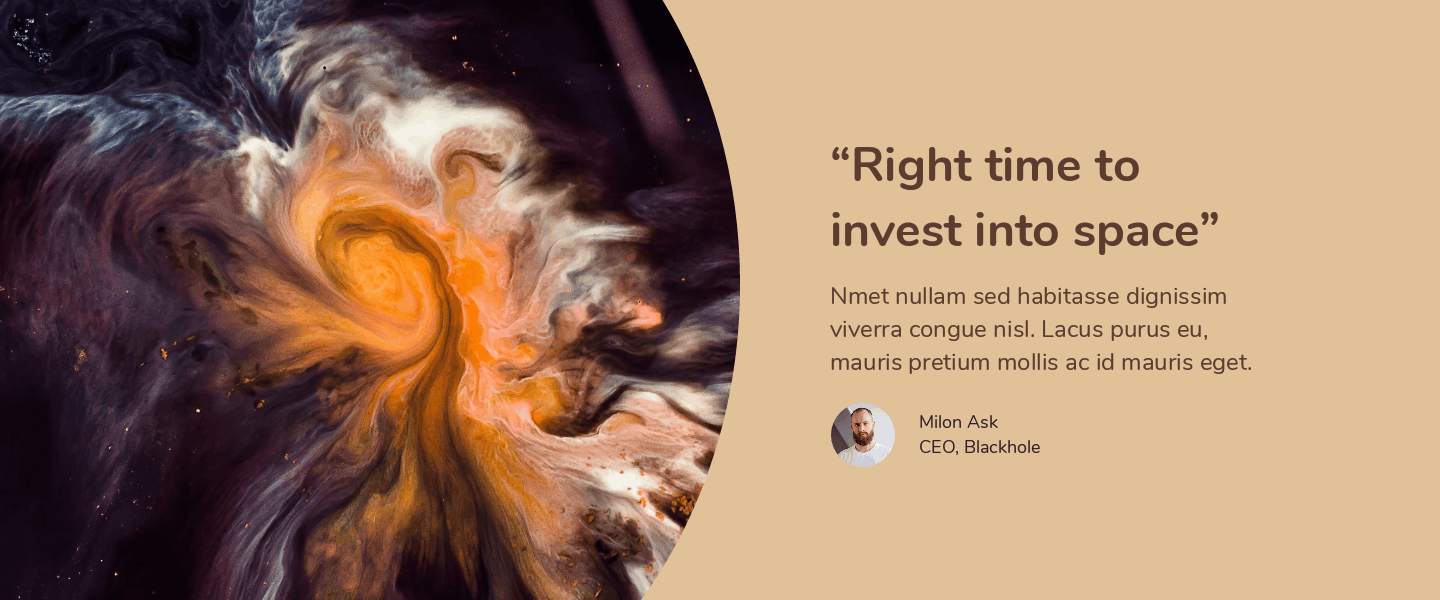 “Right time to
invest into space”
Nmet nullam sed habitasse dignissim
viverra congue nisl. Lacus purus eu,
mauris pretium mollis ac id mauris eget.
Milon Ask
CEO, Blackhole